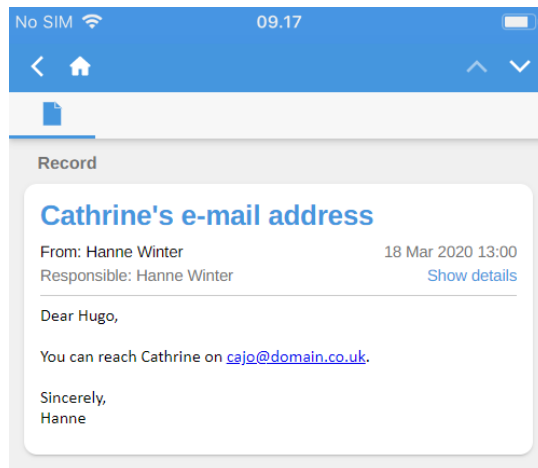 No SIM 09.17
Record
Cathrine's e-mail address
From: Hanne Winter 18 Mar 2020 13:00
Responsible: Hanne Winter Show details
Dear Hugo,
You can reach Cathrine on cajo@domain.co.uk.
Sincerely,
Hanne